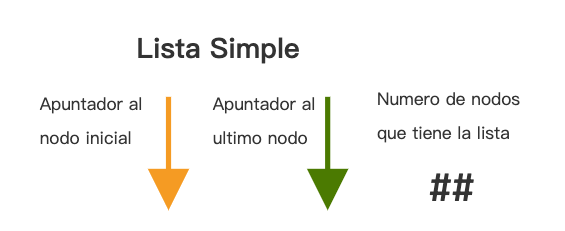 Lista Simple
Apuntador al
nodo inicial
Apuntador al
ultimo nodo
Numero de nodos
que tiene la lista
##